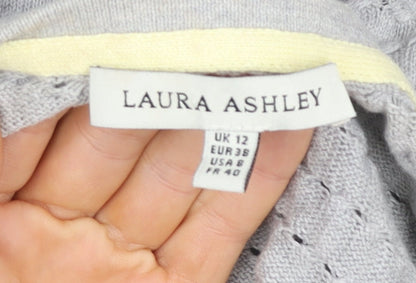 LAURA ASHLEY
UK 12
EUR 38
USA 8
FR 40